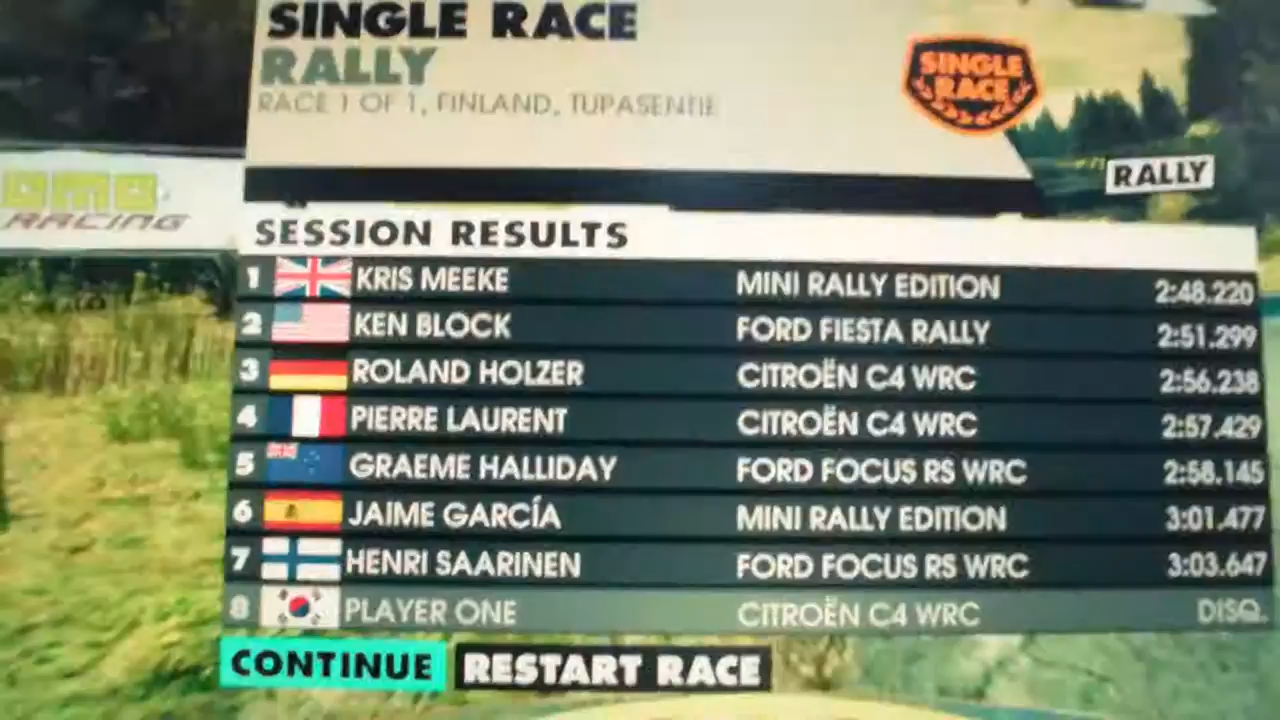 SINGLE RACE
RALLY
RACE 1 OF 1, FINLAND, TUPASENTIE
SINGLE
RACE
RALLY
RACING
SESSION RESULTS
1 KRIS MEEKE MINI RALLY EDITION 2:48.220
2 KEN BLOCK FORD FIESTA RALLY 2:51.299
3 ROLAND HOLZER CITROËN C4 WRC 2:56.238
4 PIERRE LAURENT CITROËN C4 WRC 2:57.429
5 GRAEME HALLIDAY FORD FOCUS RS WRC 2:58.145
6 JAIME GARCÍA MINI RALLY EDITION 3:01.477
7 HENRI SAARINEN FORD FOCUS RS WRC 3:03.647
8 PLAYER ONE CITROËN C4 WRC DISQ.
CONTINUE RESTART RACE